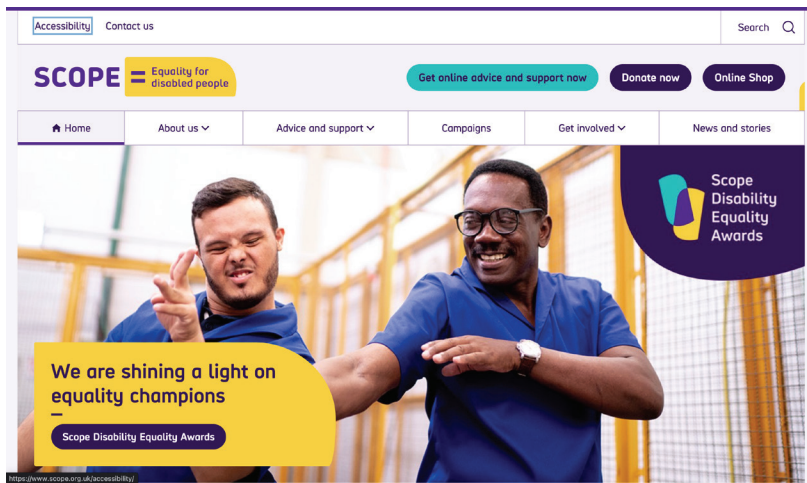 Accessibility Contact us Search
SCOPE = Equality for
disabled people
Get online advice and support now Donate now Online Shop
Home About us Advice and support Campaigns Get involved News and stories
Scope
Disability
Equality
Awards
We are shining a light on
equality champions
Scope Disability Equality Awards
https://www.scope.org.uk/accessibility/